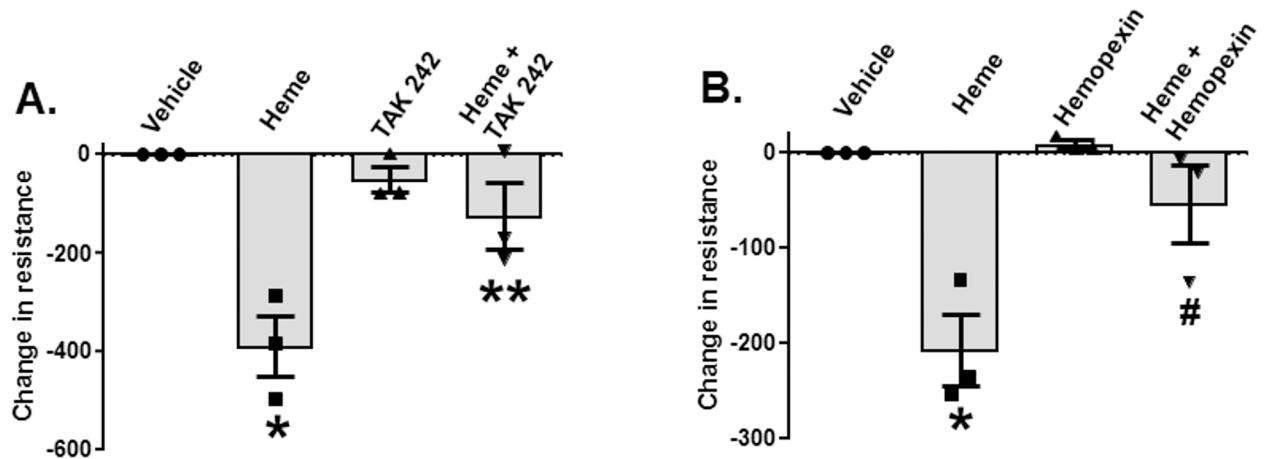 A.
Vehicle
Heme
TAK 242
Heme +
TAK 242
Change in resistance
0
-200
-400
-600
*
**
B.
Vehicle
Heme
Hemopexin
Heme +
Hemopexin
Change in resistance
0
-100
-200
-300
*
#